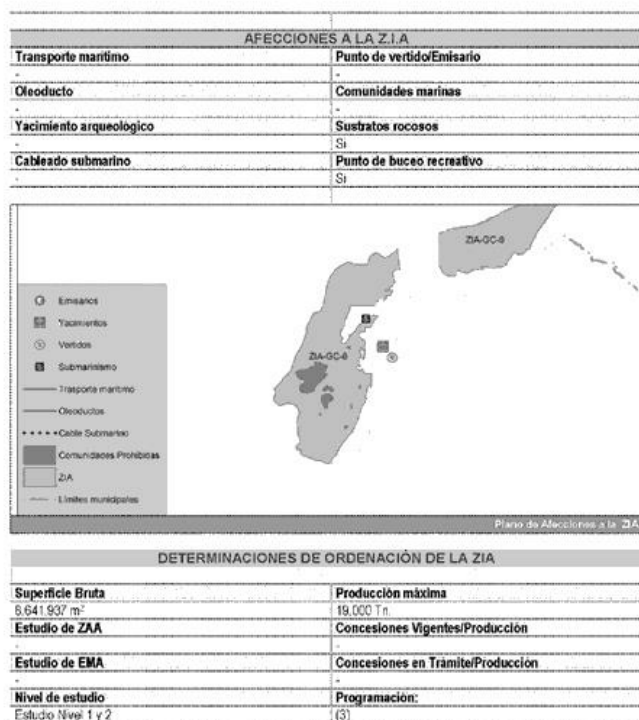 AFECCIONES A LA Z.I.A
Transporte marítimo Punto de vertido/Emisario
- -
Oleoducto Comunidades marinas
- -
Yacimiento arqueológico Sustratos rocosos
- Si
Cableado submarino Punto de buceo recreativo
- Si
ZIA-GC-6
Emisarios
Yacimientos
Vertidos
Submarinismo
Trasporte marítimo
Oleoductos
Cable Submarino
Comunidades Prohibidas
ZIA
Límites municipales
ZIA-GC-6
Plano de Afecciones a la ZIA
DETERMINACIONES DE ORDENACIÓN DE LA ZIA
Superficie Bruta Producción máxima
6.641.937 m² 19.000 Tn.
Estudio de ZAA Concesiones Vigentes/Producción
- -
Estudio de EMA Concesiones en Trámite/Producción
- -
Nivel de estudio Programación:
Estudio Nivel 1 y 2 (3)